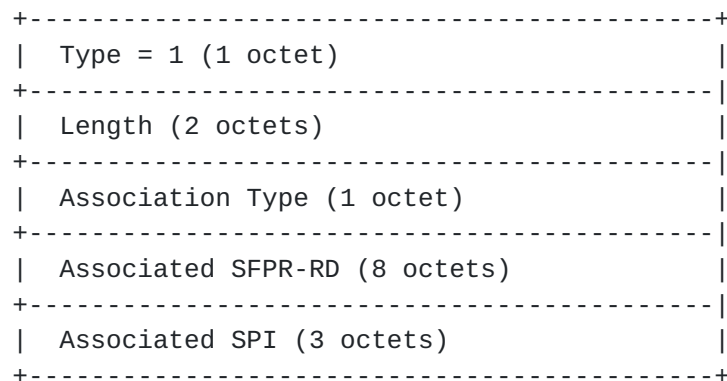 +--------------------------------------------+
|  Type = 1 (1 octet)                        |
+--------------------------------------------|
|  Length (2 octets)                         |
+--------------------------------------------|
|  Association Type (1 octet)                |
+--------------------------------------------|
|  Associated SFPR-RD (8 octets)             |
+--------------------------------------------|
|  Associated SPI (3 octets)                 |
+--------------------------------------------+